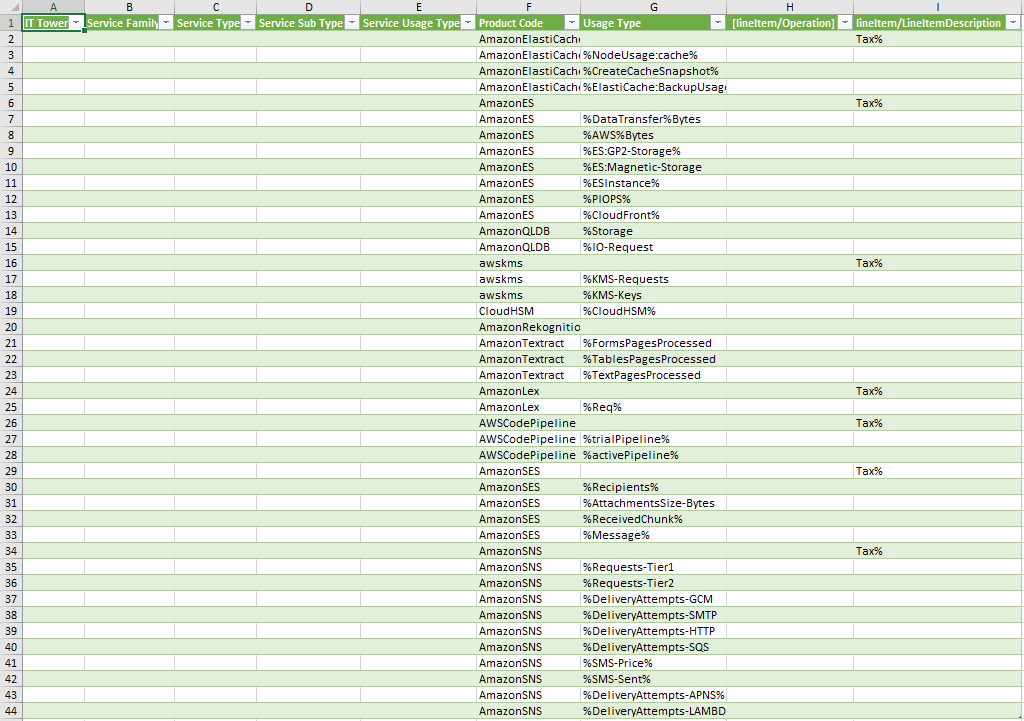 A B C D E F G H I
1 IT Tower Service Family Service Type Service Sub Type Service Usage Type Product Code Usage Type [lineItem/Operation] lineItem/LineItemDescription
2 AmazonElastiCache Tax%
3 AmazonElastiCache %NodeUsage:cache%
4 AmazonElastiCache %CreateCacheSnapshot%
5 AmazonElastiCache %ElastiCache:BackupUsage
6 AmazonES Tax%
7 AmazonES %DataTransfer%Bytes
8 AmazonES %AWS%Bytes
9 AmazonES %ES:GP2-Storage%
10 AmazonES %ES:Magnetic-Storage
11 AmazonES %ESInstance%
12 AmazonES %PIOPS%
13 AmazonES %CloudFront%
14 AmazonQLDB %Storage
15 AmazonQLDB %IO-Request
16 awskms Tax%
17 awskms %KMS-Requests
18 awskms %KMS-Keys
19 CloudHSM %CloudHSM%
20 AmazonRekognitio
21 AmazonTextract %FormsPagesProcessed
22 AmazonTextract %TablesPagesProcessed
23 AmazonTextract %TextPagesProcessed
24 AmazonLex Tax%
25 AmazonLex %Req%
26 AWSCodePipeline Tax%
27 AWSCodePipeline %trialPipeline%
28 AWSCodePipeline %activePipeline%
29 AmazonSES Tax%
30 AmazonSES %Recipients%
31 AmazonSES %AttachmentsSize-Bytes
32 AmazonSES %ReceivedChunk%
33 AmazonSES %Message%
34 AmazonSNS Tax%
35 AmazonSNS %Requests-Tier1
36 AmazonSNS %Requests-Tier2
37 AmazonSNS %DeliveryAttempts-GCM
38 AmazonSNS %DeliveryAttempts-SMTP
39 AmazonSNS %DeliveryAttempts-HTTP
40 AmazonSNS %DeliveryAttempts-SQS
41 AmazonSNS %SMS-Price%
42 AmazonSNS %SMS-Sent%
43 AmazonSNS %DeliveryAttempts-APNS%
44 AmazonSNS %DeliveryAttempts-LAMBD